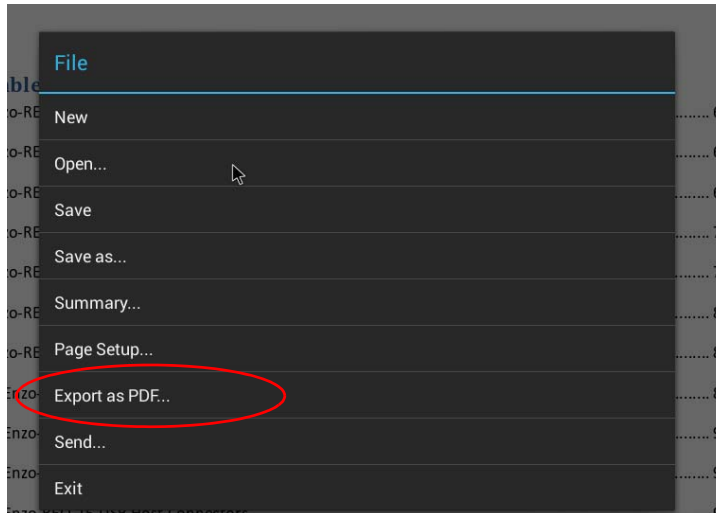 File
New
Open...
Save
Save as...
Summary...
Page Setup...
Export as PDF...
Send...
Exit